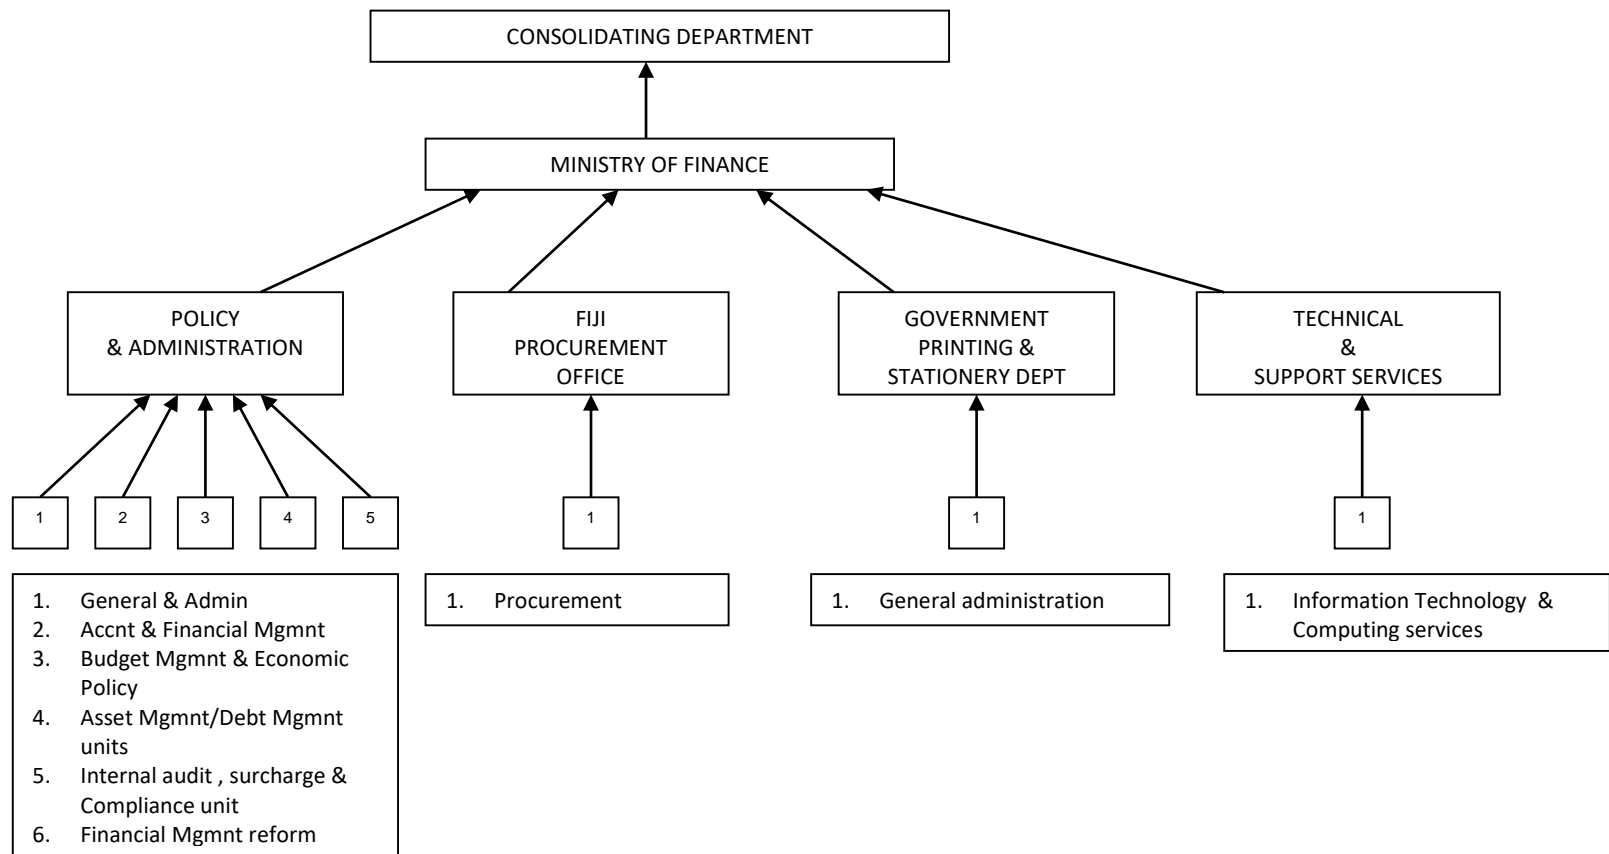 CONSOLIDATING DEPARTMENT
MINISTRY OF FINANCE
POLICY
& ADMINISTRATION
FIJI
PROCUREMENT
OFFICE
GOVERNMENT
PRINTING &
STATIONERY DEPT
TECHNICAL
&
SUPPORT SERVICES
1
2
3
4
5
1
1
1
1. General & Admin
2. Accnt & Financial Mgmnt
3. Budget Mgmnt & Economic
Policy
4. Asset Mgmnt/Debt Mgmnt
units
5. Internal audit , surcharge &
Compliance unit
6. Financial Mgmnt reform
1. Procurement
1. General administration
1. Information Technology &
Computing services